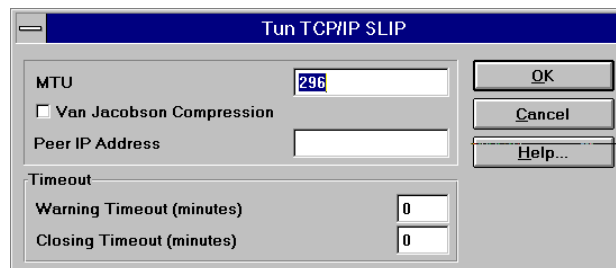 Tun TCP/IP SLIP
MTU 296
Van Jacobson Compression
Peer IP Address
OK
Cancel
Help...
Timeout
Warning Timeout (minutes) 0
Closing Timeout (minutes) 0